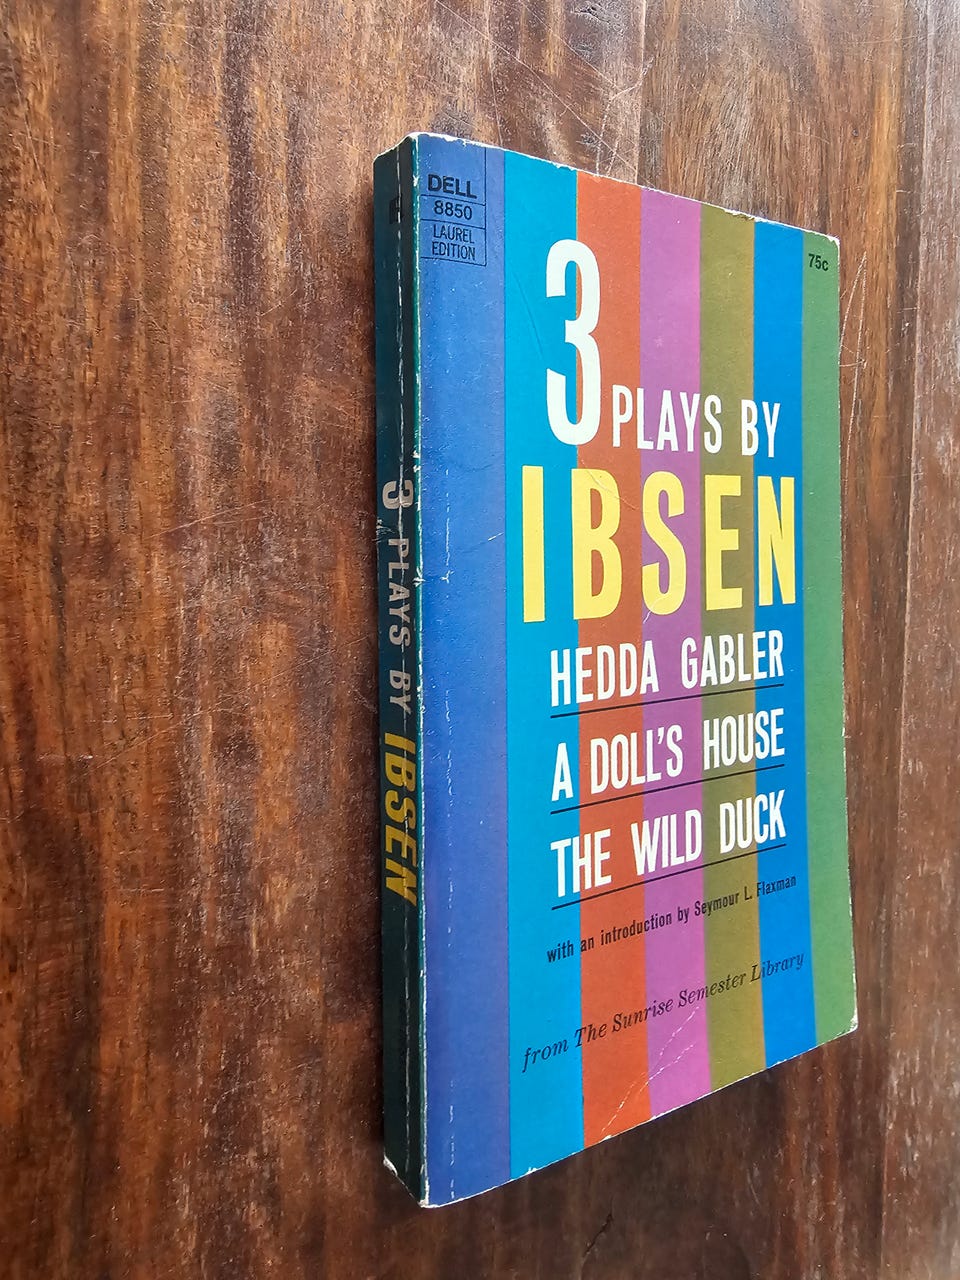 DELL
8850
LAUREL
EDITION
75c
3 PLAYS BY
IBSEN
HEDDA GABLER
A DOLL'S HOUSE
THE WILD DUCK
with an introduction by Seymour L. Flaxman
from The Sunrise Semester Library
3 PLAYS BY IBSEN